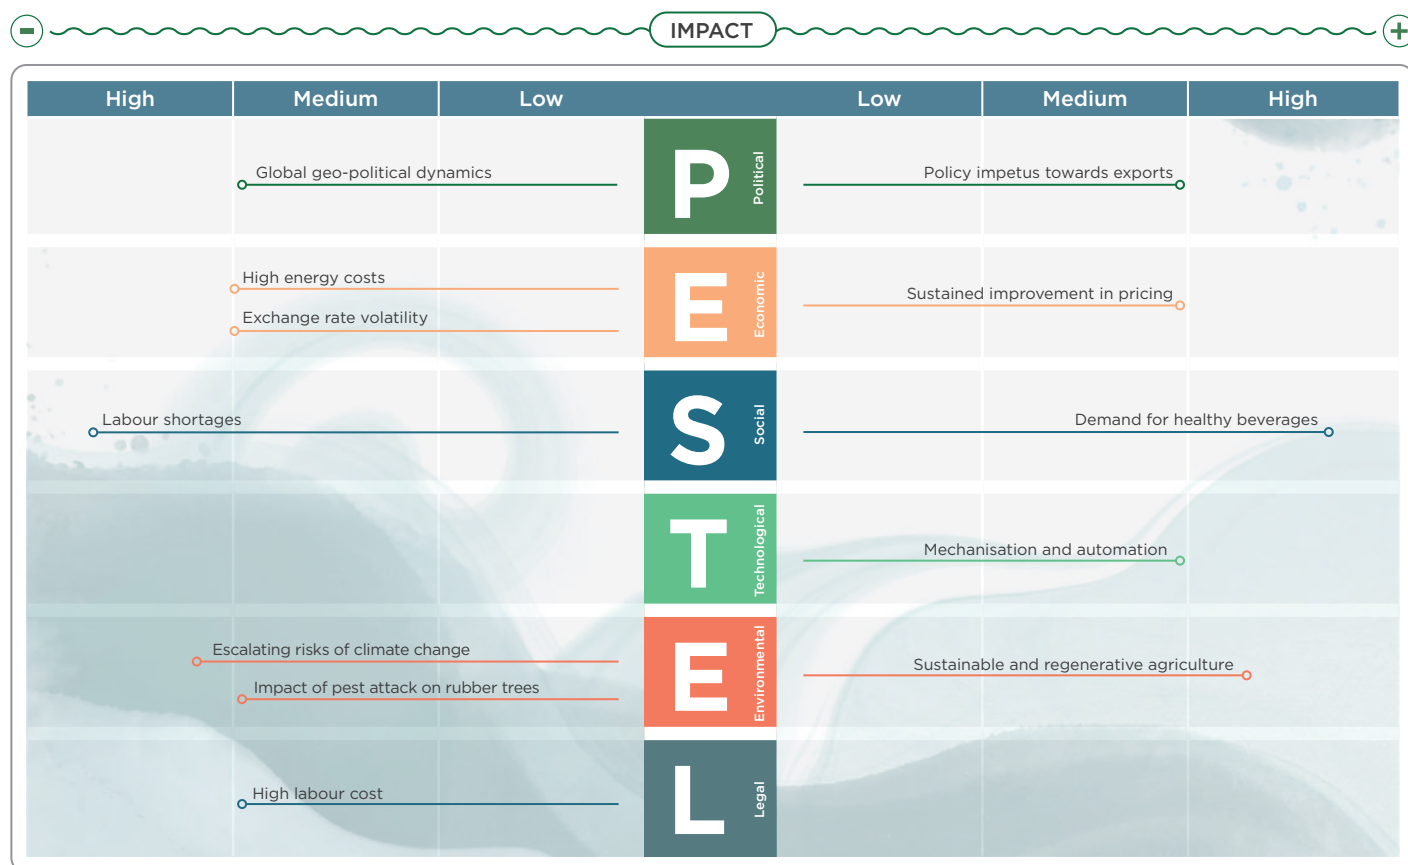 IMPACT
High Medium Low Low Medium High
Global geo-political dynamics
P
Political
Policy impetus towards exports
High energy costs
Exchange rate volatility
E
Economic
Sustained improvement in pricing
Labour shortages
S
Social
Demand for healthy beverages
T
Technological
Mechanisation and automation
Escalating risks of climate change
Impact of pest attack on rubber trees
E
Environmental
Sustainable and regenerative agriculture
High labour cost
L
Legal